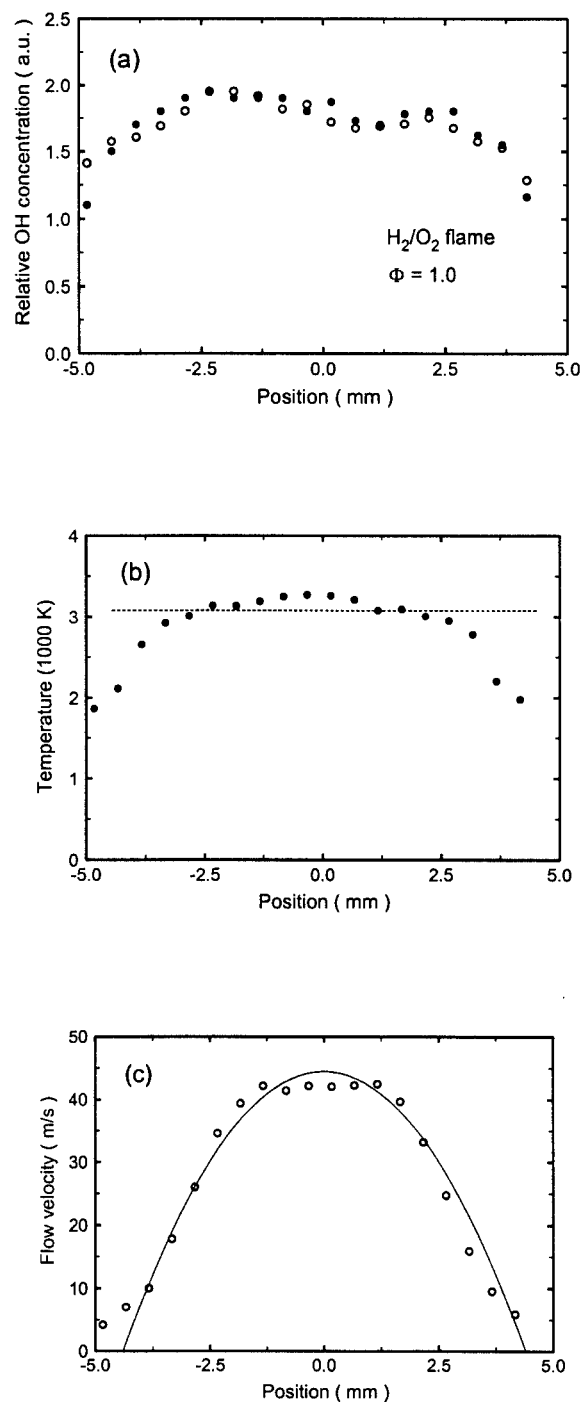 2.5
(a)
2.0
1.5
1.0
0.5
0.0
Relative OH concentration ( a.u. )
H₂/O₂ flame
Φ = 1.0
-5.0 -2.5 0.0 2.5 5.0
Position ( mm )
4
(b)
3
2
1
0
Temperature (1000 K)
-5.0 -2.5 0.0 2.5 5.0
Position ( mm )
50
(c)
40
30
20
10
0
Flow velocity ( m/s )
-5.0 -2.5 0.0 2.5 5.0
Position ( mm )